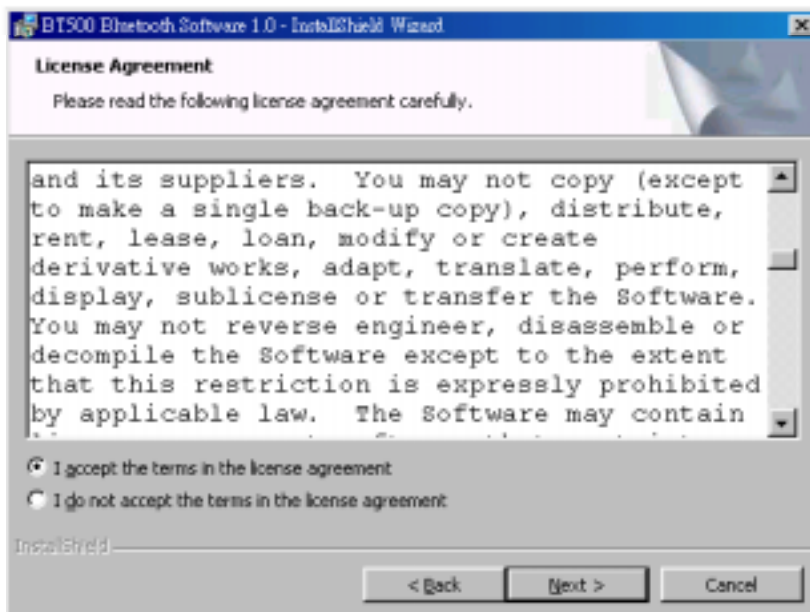 BT500 Bluetooth Software 1.0 - InstallShield Wizard
License Agreement
Please read the following license agreement carefully.
and its suppliers. You may not copy (except
to make a single back-up copy), distribute,
rent, lease, loan, modify or create
derivative works, adapt, translate, perform,
display, sublicense or transfer the Software.
You may not reverse engineer, disassemble or
decompile the Software except to the extent
that this restriction is expressly prohibited
by applicable law. The Software may contain
I accept the terms in the license agreement
I do not accept the terms in the license agreement
InstallShield
< Back
Next >
Cancel